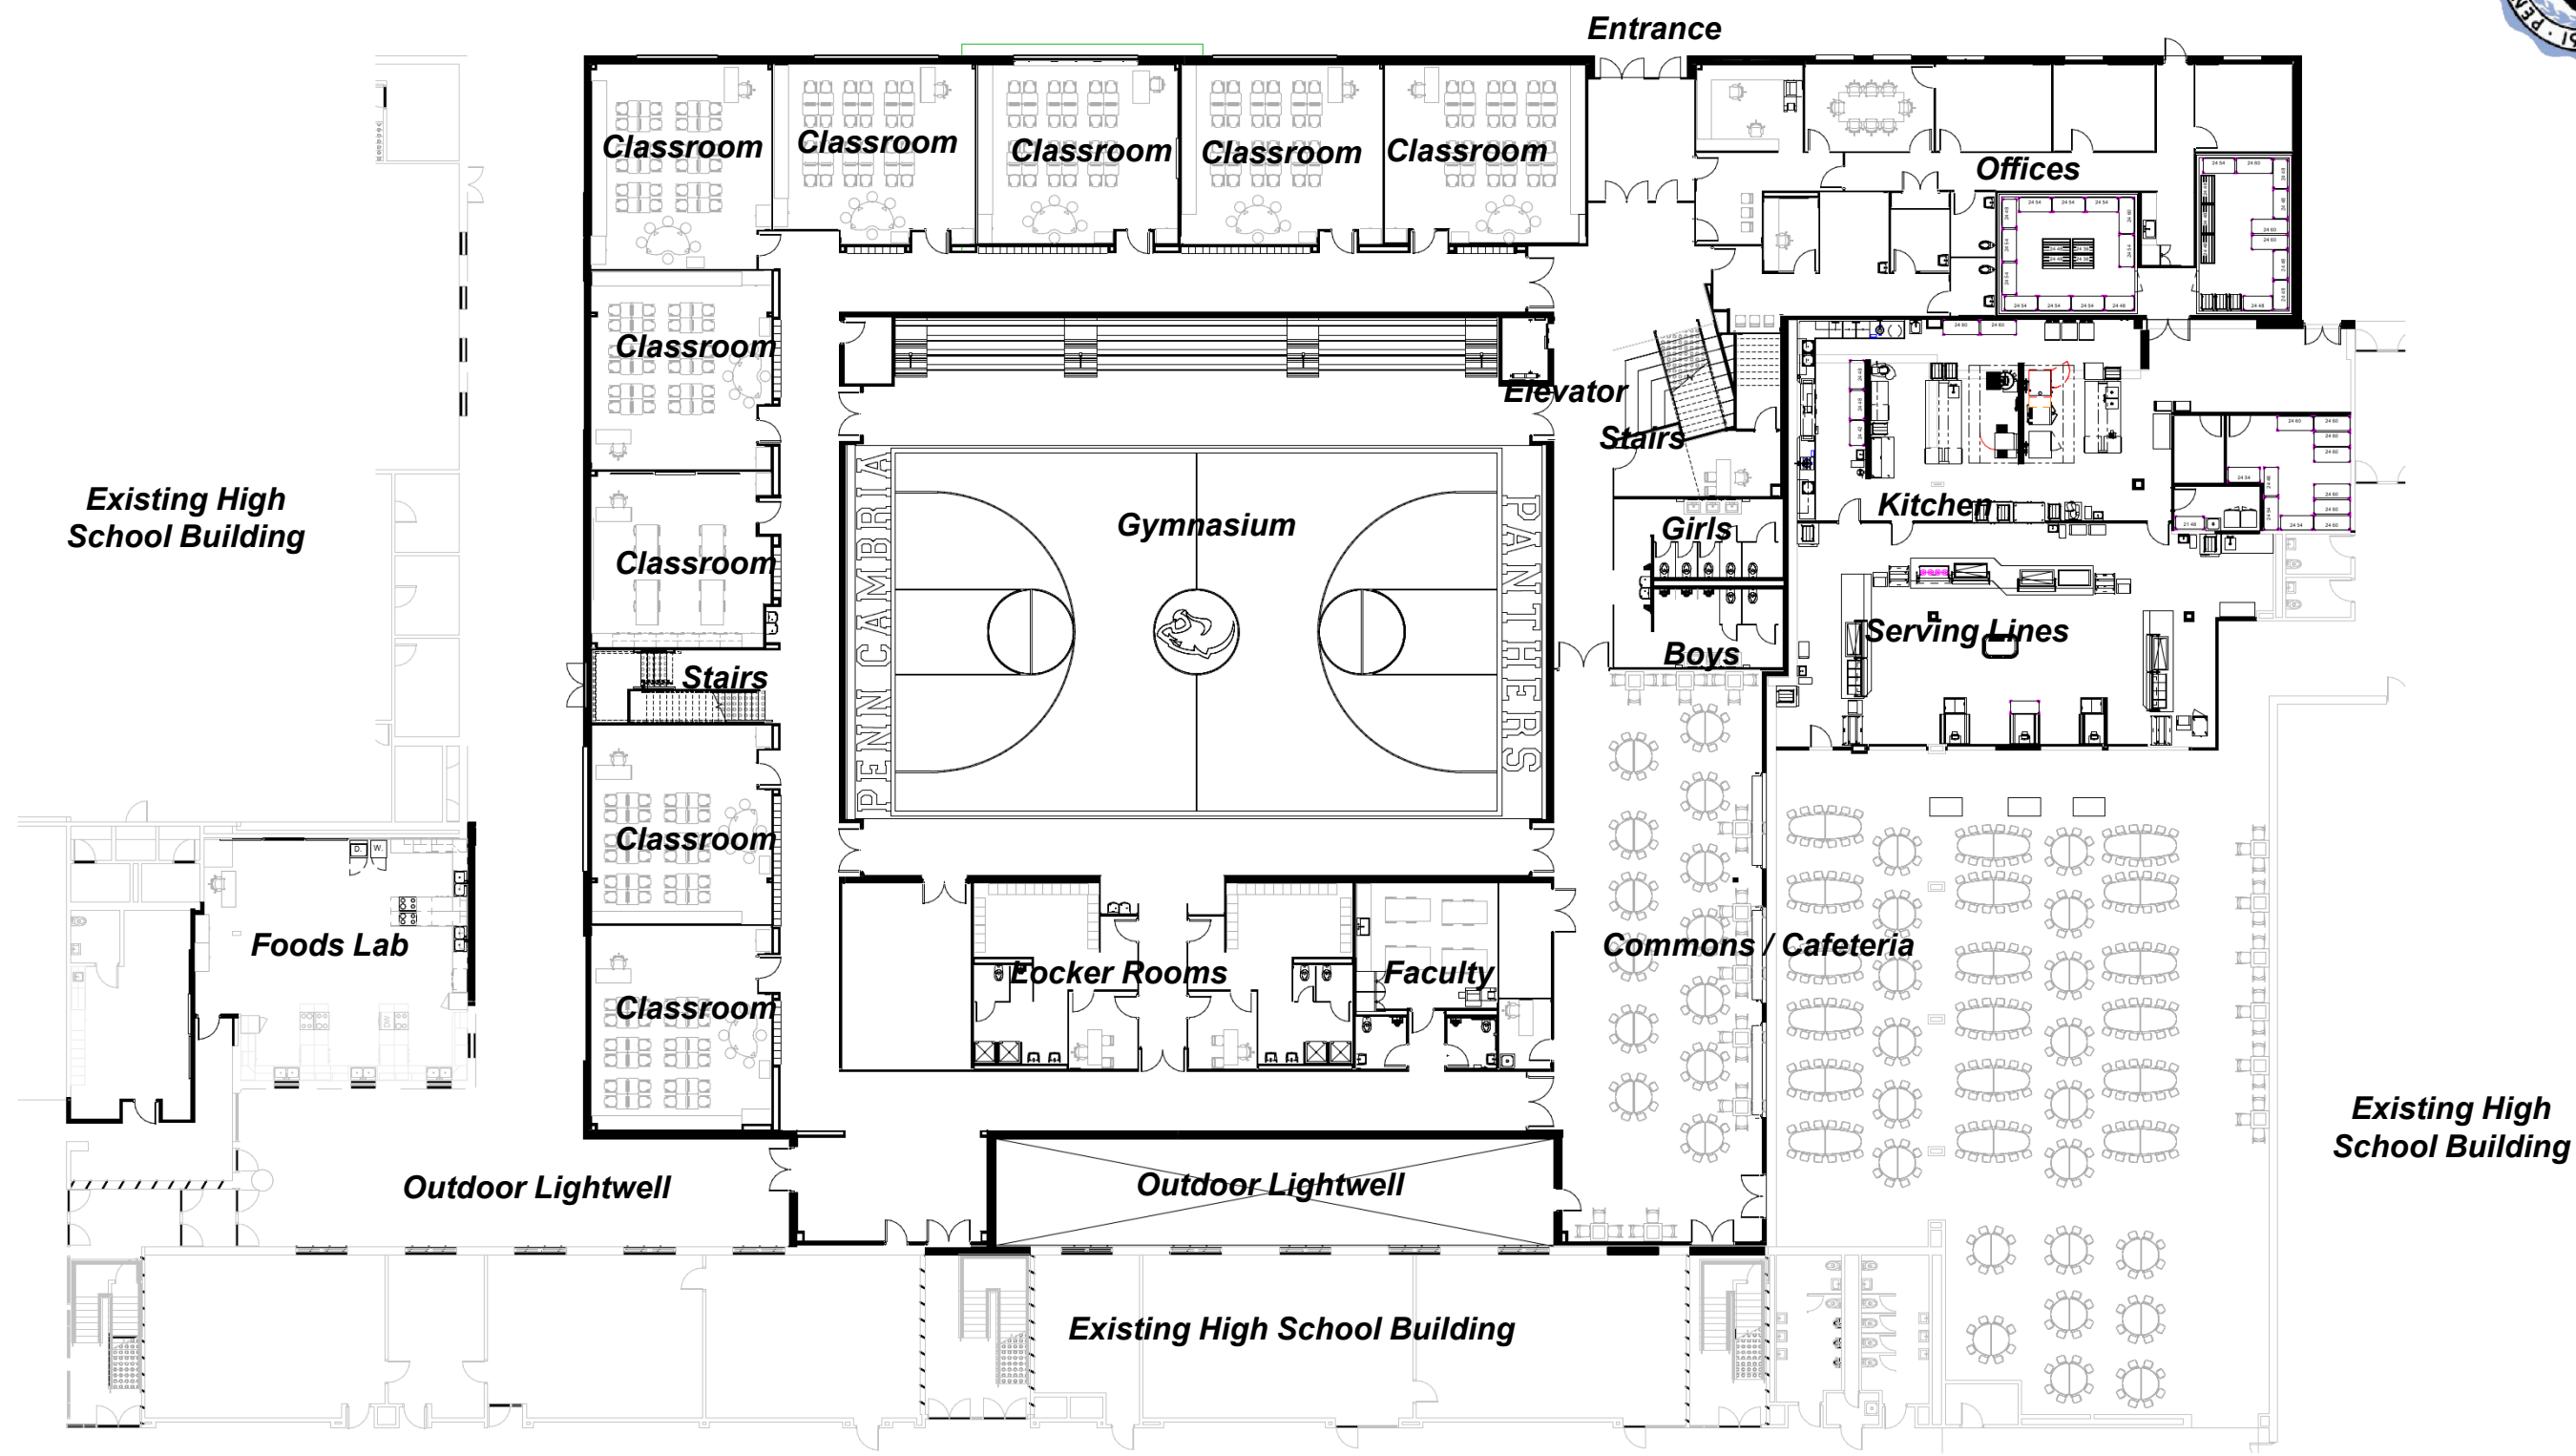 Entrance
Classroom
Classroom
Classroom
Classroom
Classroom
Offices
Classroom
Elevator
Stairs
Existing High
School Building
PENN CAMBRIA
Gymnasium
PANTHERS
Girls
Kitchen
Classroom
Serving Lines
Boys
Stairs
Classroom
D.
W.
Foods Lab
Locker Rooms
Faculty
Commons / Cafeteria
Classroom
DW
Existing High
School Building
Outdoor Lightwell
Outdoor Lightwell
Existing High School Building